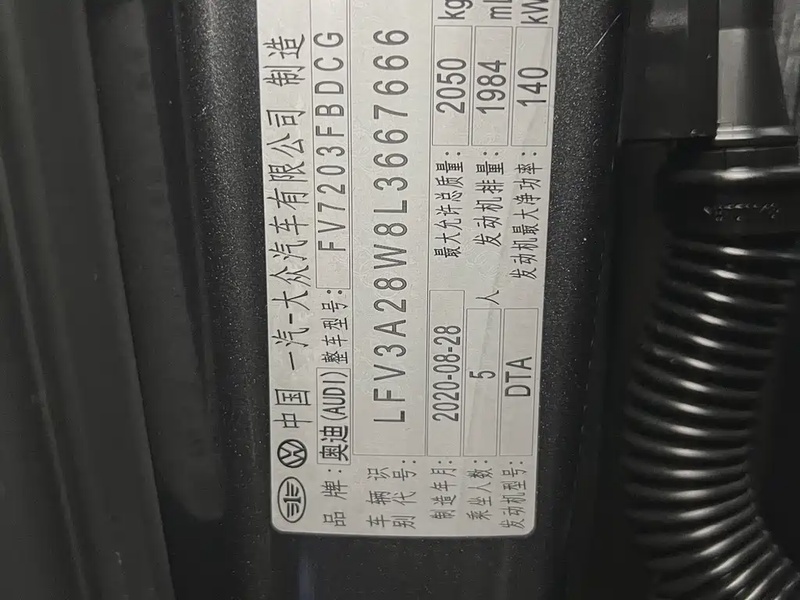 中国 一汽-大众汽车有限公司 制造
品牌: 奥迪(AUDI) 整车型号: FV7203FBDCG
车辆识别代号: LFV3A28W8L3667666
制造年月: 2020-08-28 最大允许总质量: 2050 kg
乘坐人数: 5 人 发动机排量: 1984 ml
发动机型号: DTA 发动机最大净功率: 140 kW